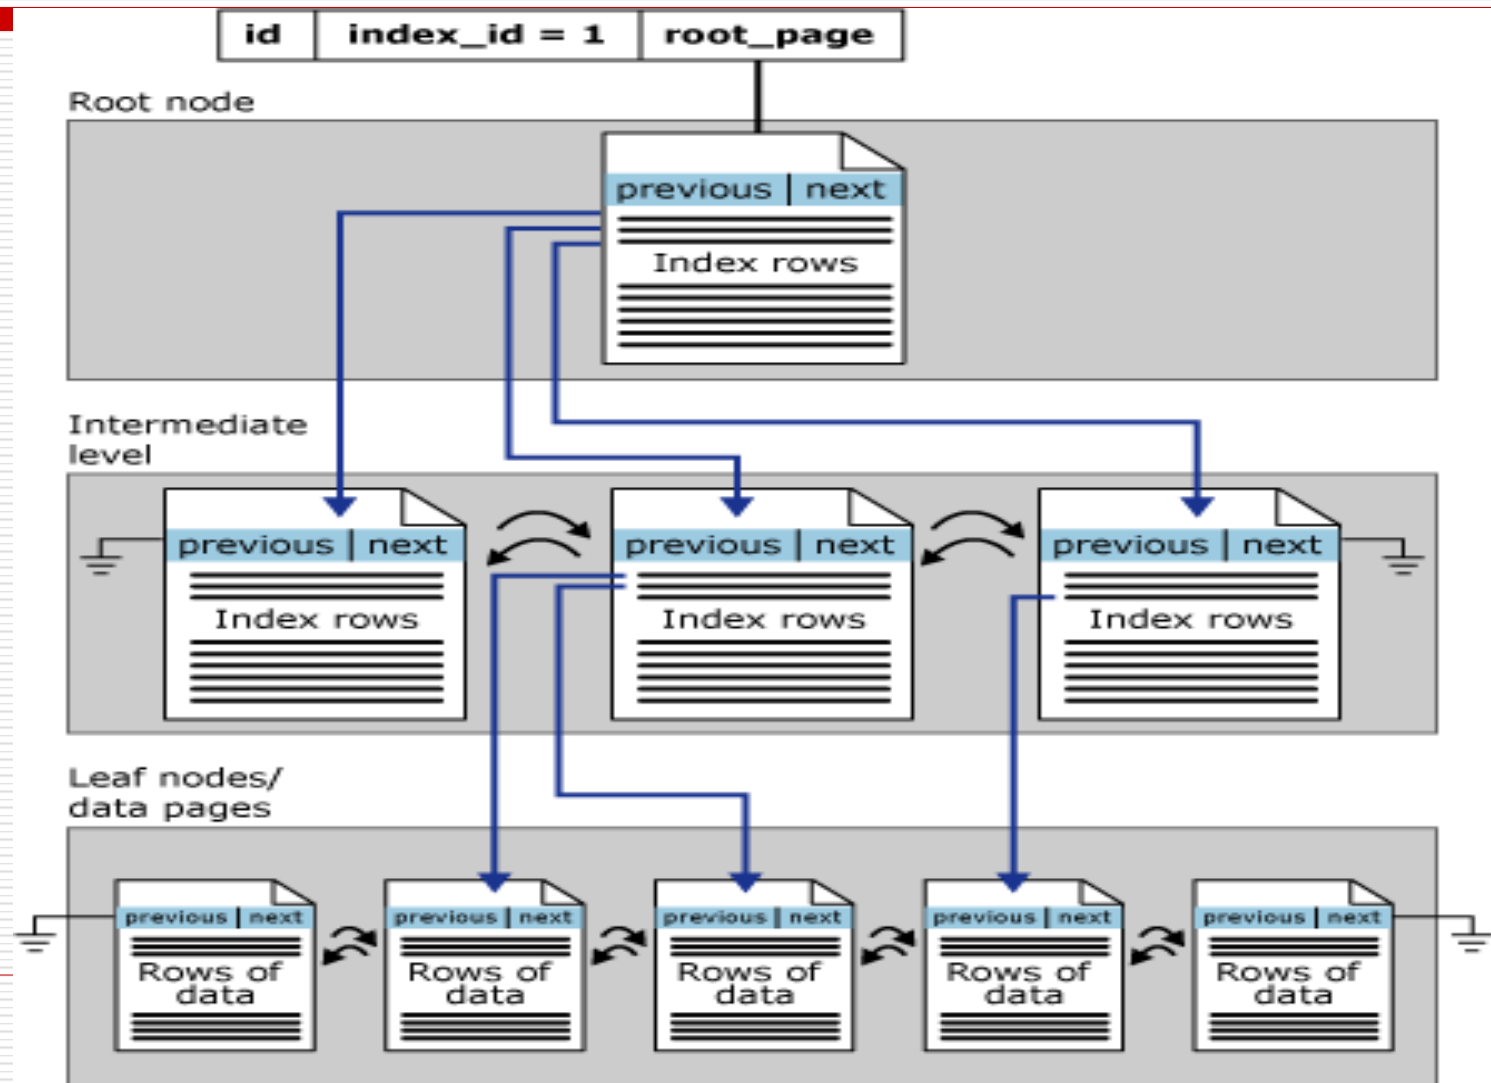 id index_id = 1 root_page
Root node
previous next
Index rows
Intermediate
level
previous next previous next previous next
Index rows Index rows Index rows
Leaf nodes/
data pages
previous next previous next previous next previous next previous next
Rows of Rows of Rows of Rows of Rows of
data data data data data